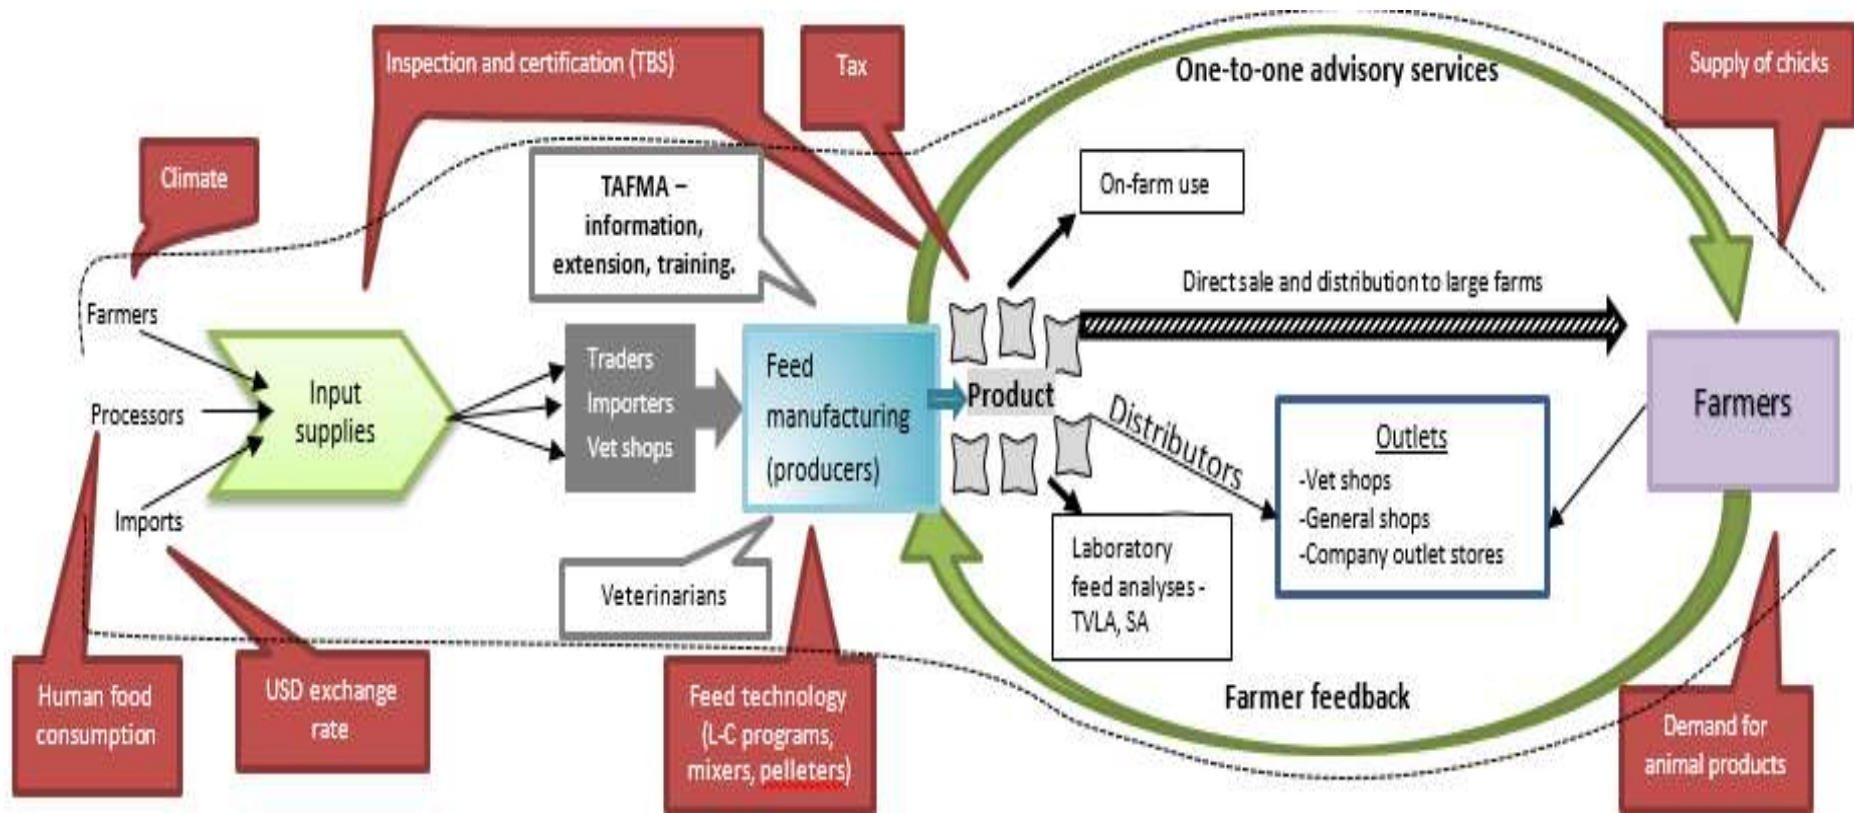 Inspection and certification (TBS)
Tax
One-to-one advisory services
Supply of chicks
Climate
TAFMA –
information,
extension, training.
On-farm use
Direct sale and distribution to large farms
Farmers
Processors
Imports
Input
supplies
Traders
Importers
Vet shops
Feed
manufacturing
(producers)
Product
Distributors
Outlets
-Vet shops
-General shops
-Company outlet stores
Farmers
Veterinarians
Laboratory
feed analyses -
TVLA, SA
Human food
consumption
USD exchange
rate
Feed technology
(L-C programs,
mixers, pelleters)
Farmer feedback
Demand for
animal products